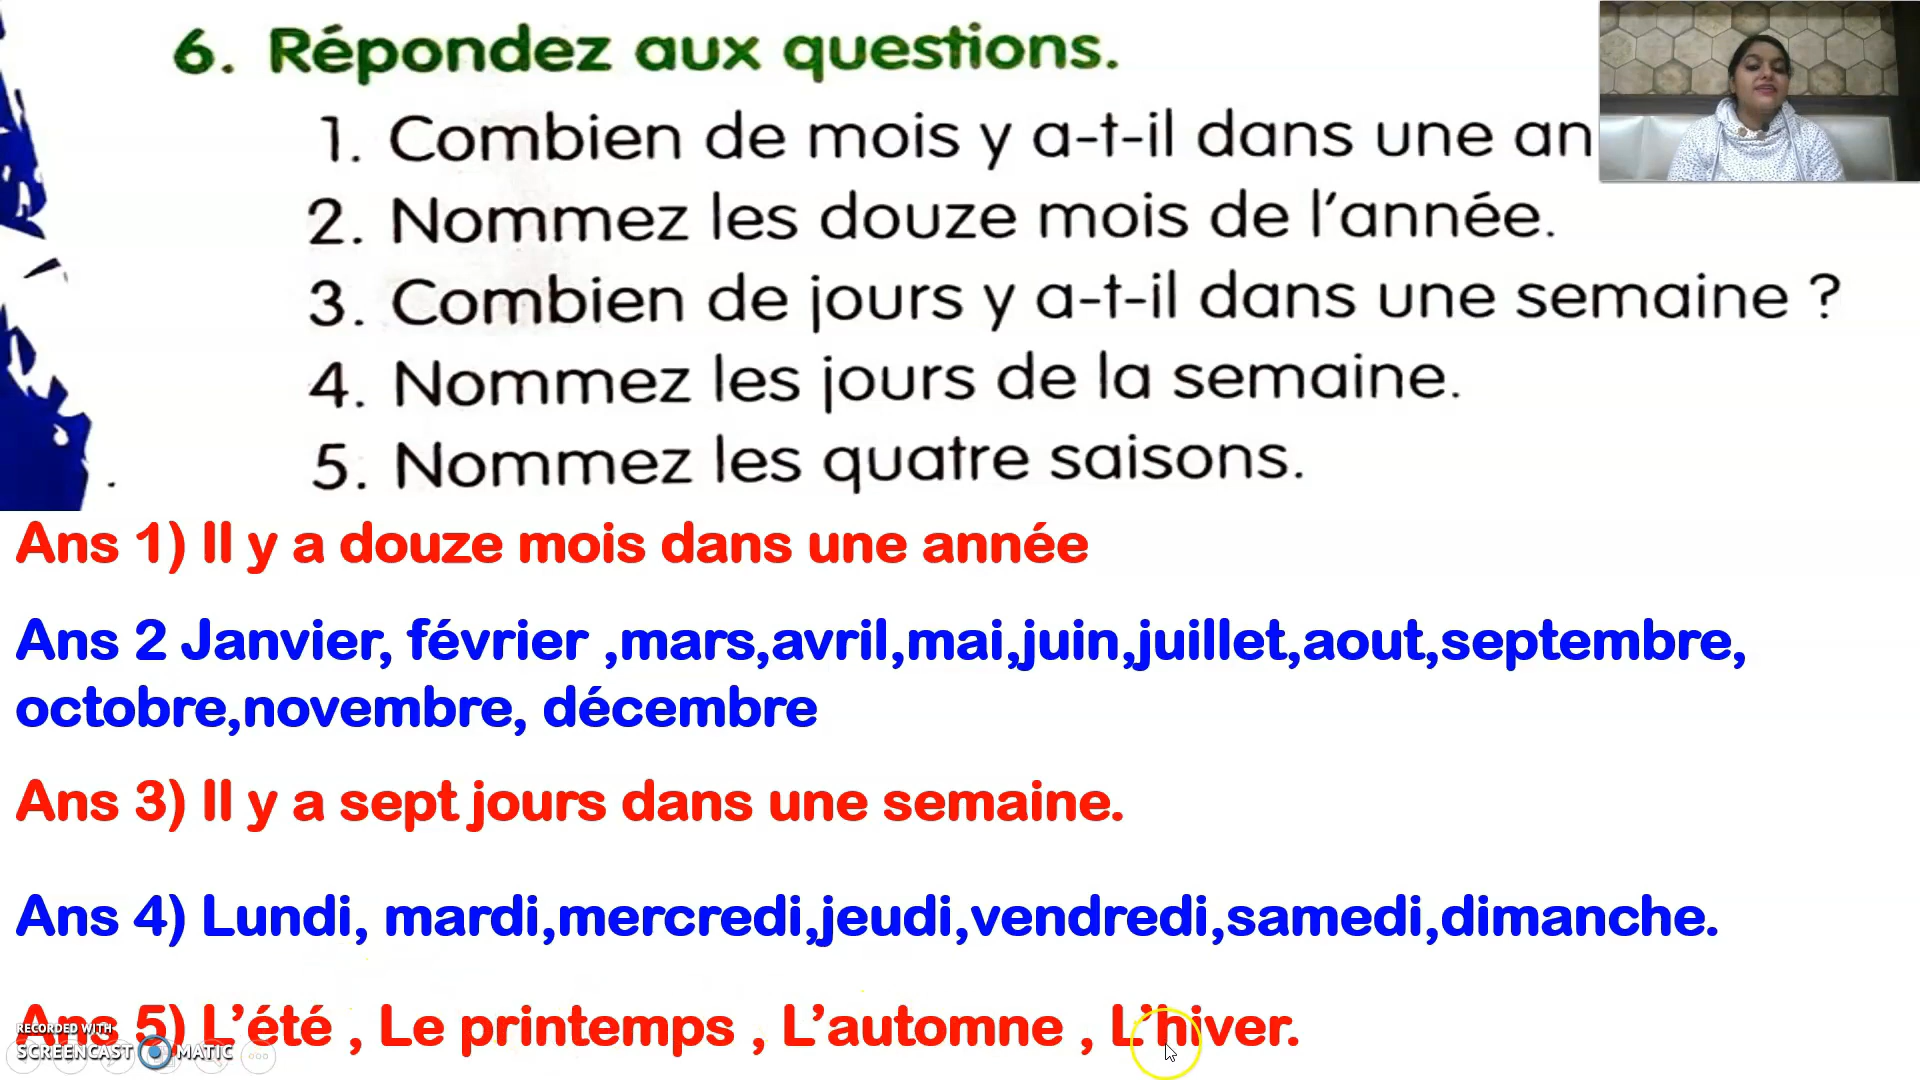 6. Répondez aux questions.
1. Combien de mois y a-t-il dans une an
2. Nommez les douze mois de l'année.
3. Combien de jours y a-t-il dans une semaine ?
4. Nommez les jours de la semaine.
5. Nommez les quatre saisons.
Ans 1) Il y a douze mois dans une année
Ans 2 Janvier, février ,mars,avril,mai,juin,juillet,aout,septembre,
octobre,novembre, décembre
Ans 3) Il y a sept jours dans une semaine.
Ans 4) Lundi, mardi,mercredi,jeudi,vendredi,samedi,dimanche.
Ans 5) L’été , Le printemps , L’automne , L’hiver.
RECORDED WITH
SCREENCAST MATIC